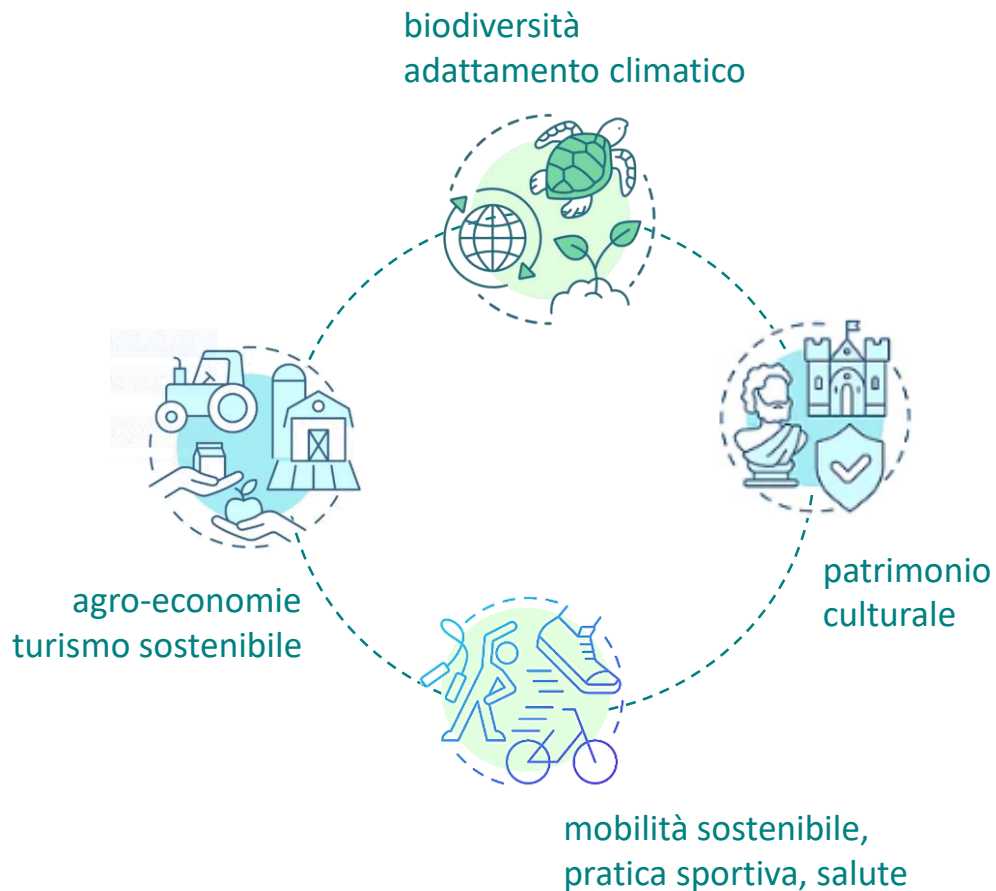 biodiversità
adattamento climatico
patrimonio
culturale
agro-economie
turismo sostenibile
mobilità sostenibile,
pratica sportiva, salute